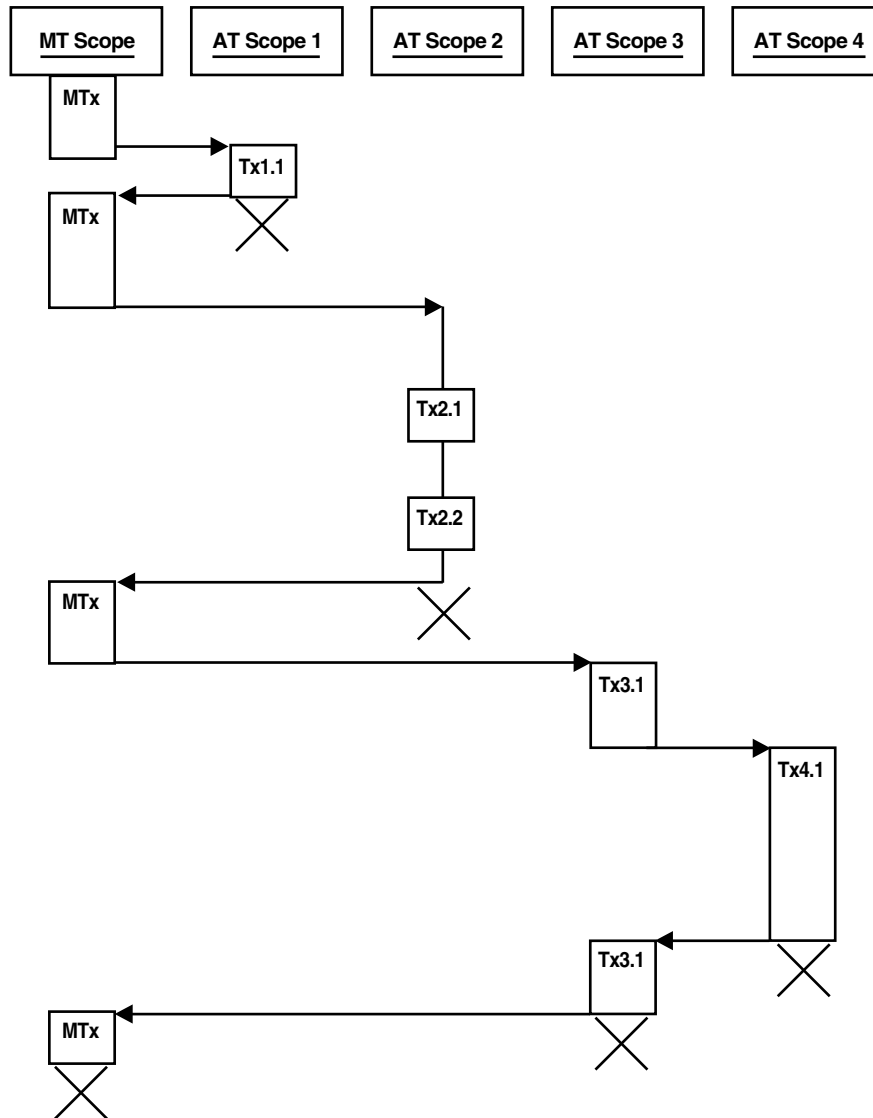 MT Scope
AT Scope 1
AT Scope 2
AT Scope 3
AT Scope 4
MTx
Tx1.1
MTx
Tx2.1
Tx2.2
MTx
Tx3.1
Tx4.1
Tx3.1
MTx